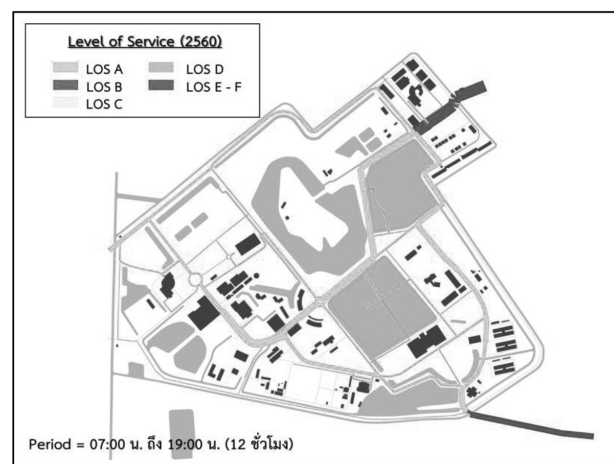 Level of Service (2560)
LOS A LOS D
LOS B LOS E - F
LOS C
Period = 07:00 น. ถึง 19:00 น. (12 ชั่วโมง)